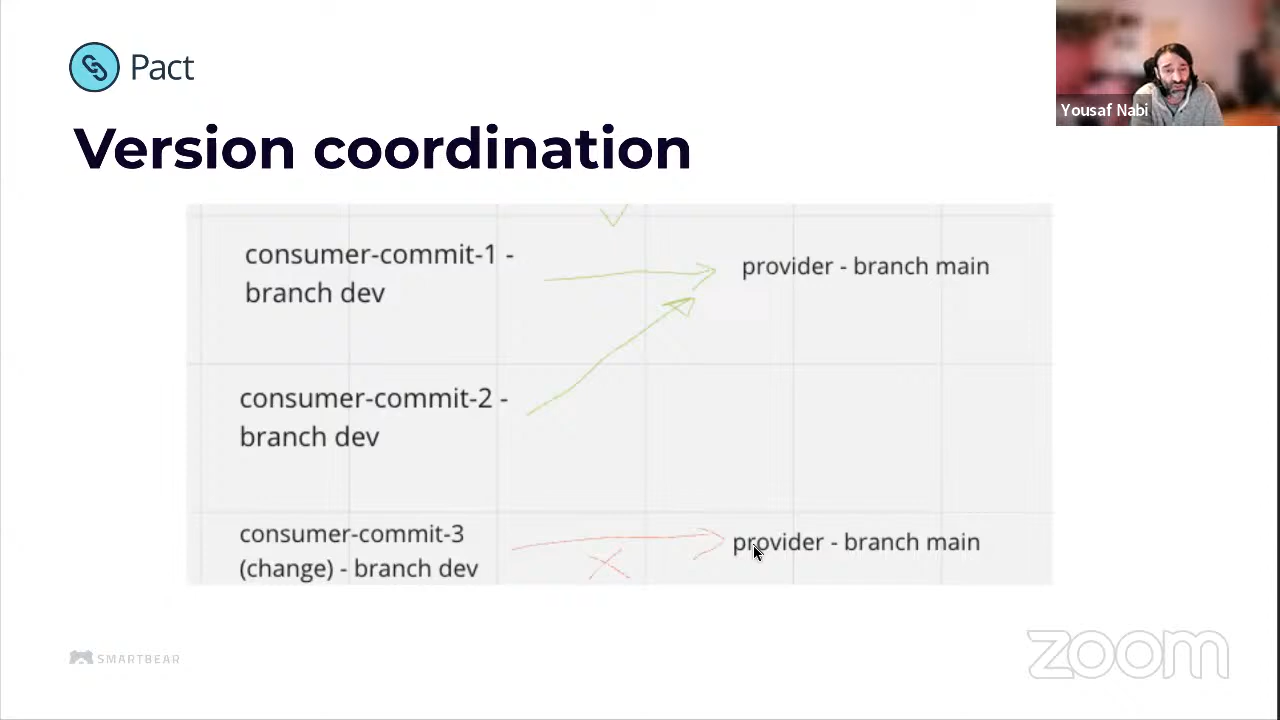 Pact
Yousaf Nabi
Version coordination
consumer-commit-1 -
branch dev
provider - branch main
consumer-commit-2 -
branch dev
consumer-commit-3
(change) - branch dev
provider - branch main
SMARTBEAR
zoom